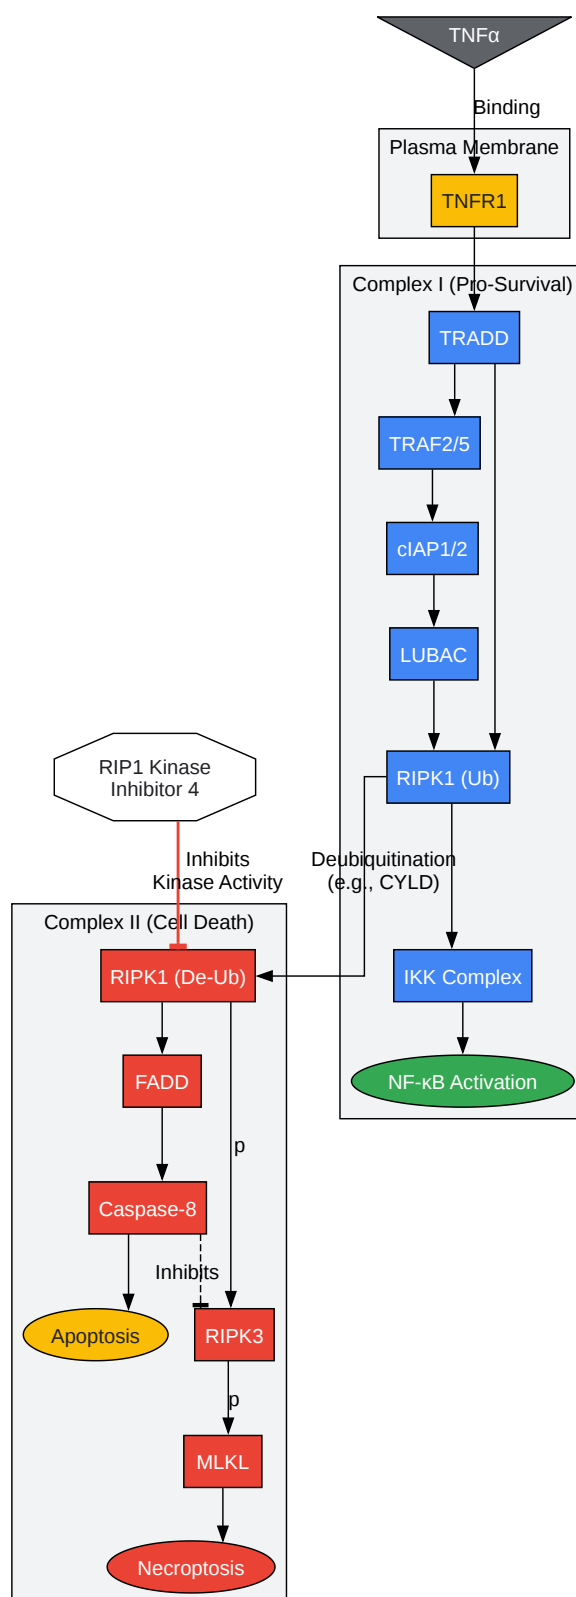 TNFα
Binding
Plasma Membrane
TNFR1
Complex I (Pro-Survival)
TRADD
TRAF2/5
cIAP1/2
LUBAC
RIP1 Kinase
Inhibitor 4
RIPK1 (Ub)
Inhibits
Kinase Activity
Deubiquitination
(e.g., CYLD)
Complex II (Cell Death)
RIPK1 (De-Ub)
IKK Complex
FADD
NF-κB Activation
p
Caspase-8
Inhibits
Apoptosis
RIPK3
p
MLKL
Necroptosis